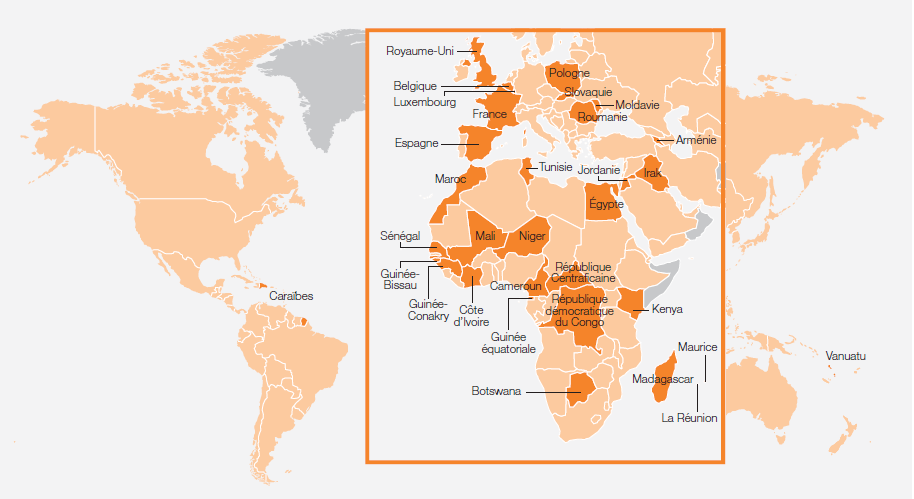 Royaume-Uni
Pologne
Belgique
Slovaquie
Luxembourg
Moldavie
France
Roumanie
Espagne
Arménie
Tunisie
Jordanie
Irak
Maroc
Égypte
Sénégal
Mali
Niger
Guinée-
Bissau
République
Centraficaine
Cameroun
Caraïbes
République
démocratique
du Congo
Guinée-
Conakry
Côte
d'Ivoire
Kenya
Guinée
équatoriale
Maurice
Vanuatu
Madagascar
Botswana
La Réunion